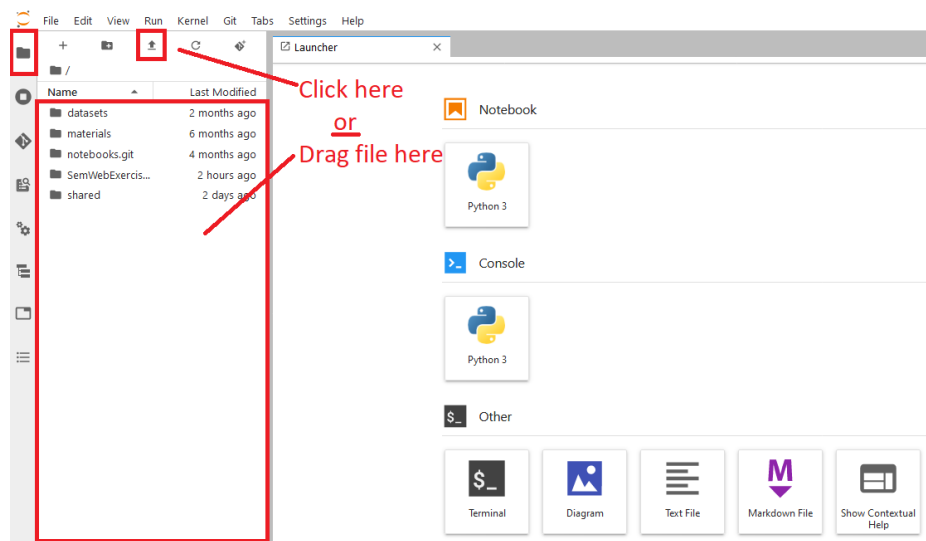 File Edit View Run Kernel Git Tabs Settings Help
Launcher
/
Name Last Modified
datasets 2 months ago
materials 6 months ago
notebooks.git 4 months ago
SemWebExercis... 2 hours ago
shared 2 days ago
Click here
or
Drag file here
Notebook
Python 3
Console
Python 3
$_ Other
$_
Terminal Diagram Text File Markdown File Show Contextual
Help